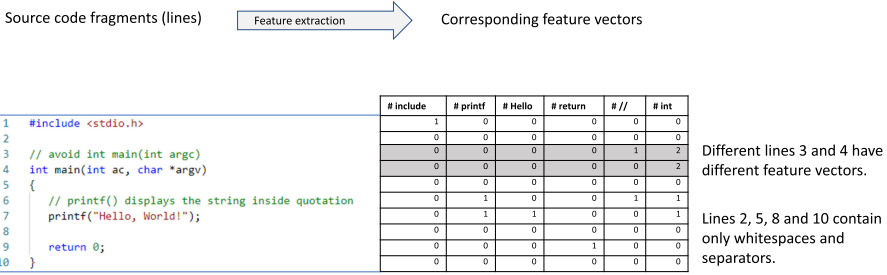 Source code fragments (lines)
Feature extraction
Corresponding feature vectors
1 #include <stdio.h>
2
3 // avoid int main(int argc)
4 int main(int ac, char *argv)
5 {
6 // printf() displays the string inside quotation
7 printf("Hello, World!");
8
9 return 0;
10 }
# include # printf # Hello # return # // # int
1 0 0 0 0 0
0 0 0 0 0 0
0 0 0 0 1 2
0 0 0 0 0 2
0 0 0 0 0 0
0 1 0 0 1 1
0 1 1 0 0 1
0 0 0 0 0 0
0 0 0 1 0 0
0 0 0 0 0 0
Different lines 3 and 4 have
different feature vectors.
Lines 2, 5, 8 and 10 contain
only whitespaces and
separators.